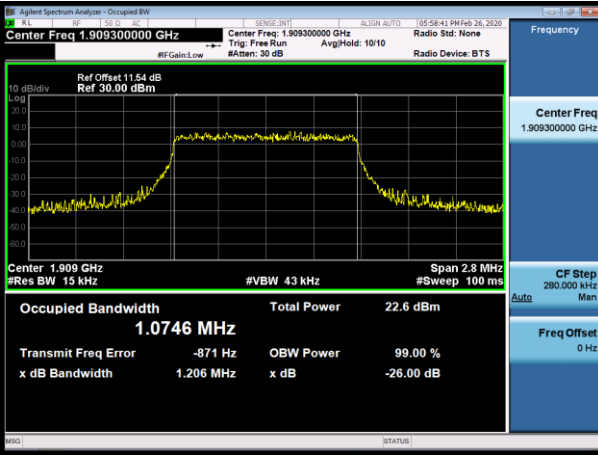 Agilent Spectrum Analyzer - Occupied BW
RL RF 50 Ω AC SENSE:INT ALIGN AUTO 05:58:41 PM Feb 26, 2020
Center Freq 1.909300000 GHz
Center Freq: 1.909300000 GHz
Radio Std: None
Trig: Free Run Avg|Hold: 10/10
#IFGain:Low #Atten: 30 dB Radio Device: BTS
Ref Offset 11.54 dB
10 dB/div Ref 30.00 dBm
Log
20.0
10.0
0.00
-10.0
-20.0
-30.0
-40.0
-50.0
-60.0
Center 1.909 GHz Span 2.8 MHz
#Res BW 15 kHz #VBW 43 kHz #Sweep 100 ms
Occupied Bandwidth Total Power 22.6 dBm
1.0746 MHz
Transmit Freq Error -871 Hz OBW Power 99.00 %
x dB Bandwidth 1.206 MHz x dB -26.00 dB
MSG STATUS
Frequency
Center Freq
1.909300000 GHz
CF Step
280.000 kHz
Auto Man
Freq Offset
0 Hz